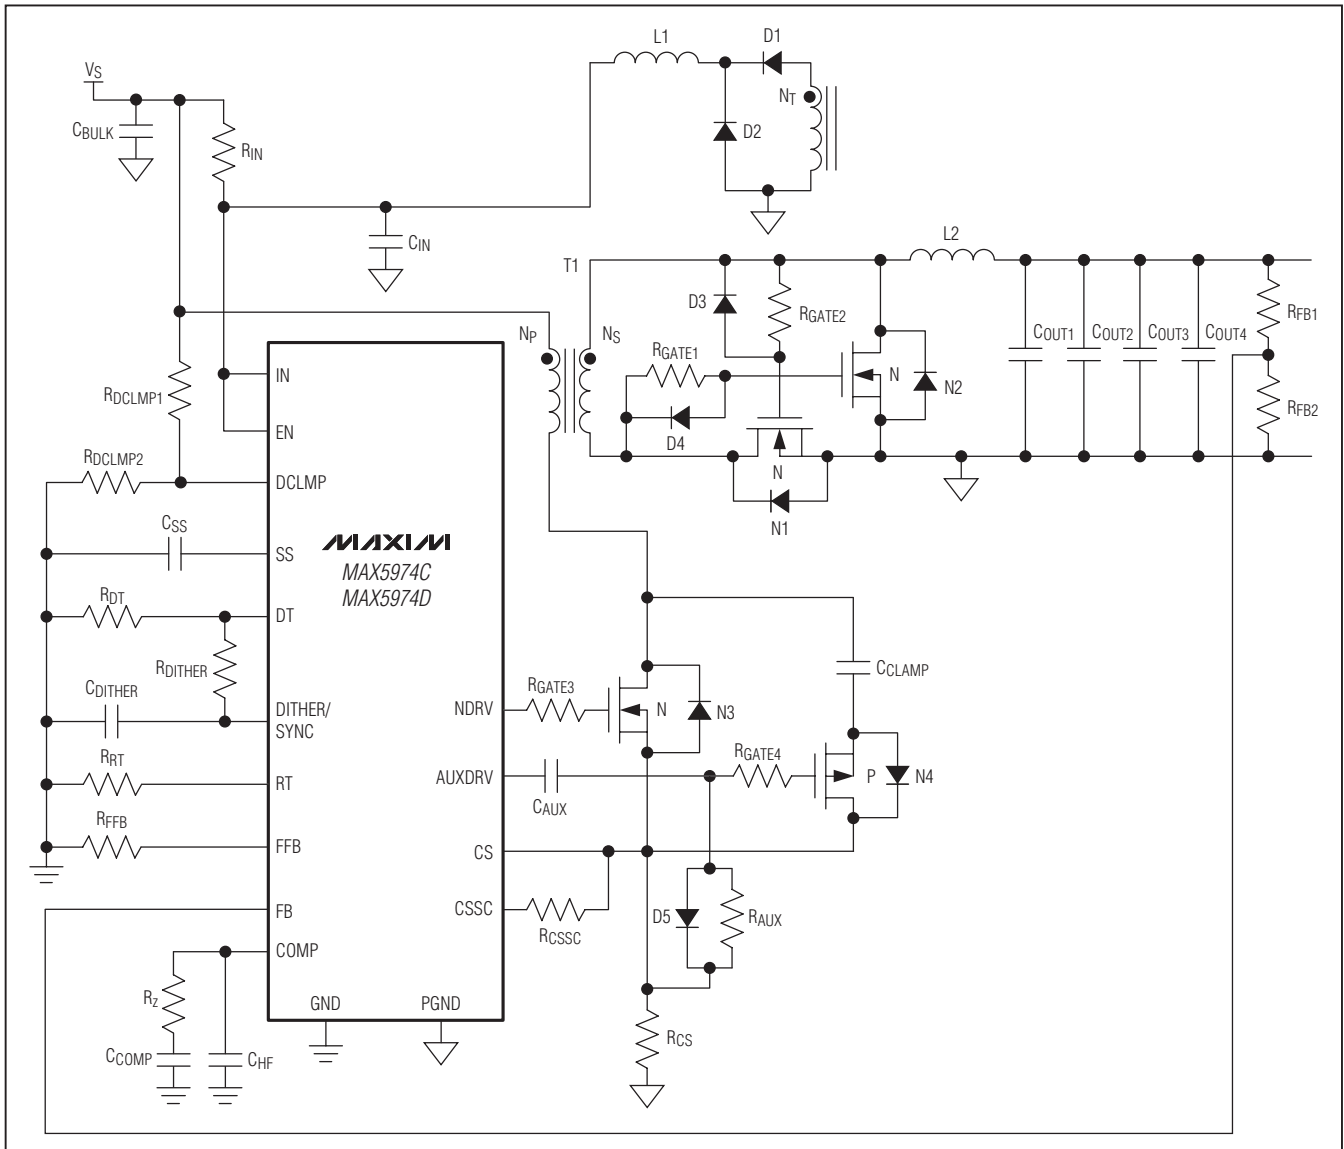 L1
D1
VS
NT
CBULK
RIN
D2
CIN
L2
T1
D3
RGATE2
NP
NS
RGATE1
COUT1
COUT2
COUT3
COUT4
RFB1
RDCLMP1
IN
N
N2
D4
RFB2
EN
RDCLMP2
DCLMP
N
N1
CSS
SS
MAXIM
MAX5974C
MAX5974D
RDT
DT
RDITHER
CCLAMP
CDITHER
RGATE3
NDRV
N
N3
DITHER/
SYNC
RGATE4
RRT
RT
AUXDRV
P
N4
CAUX
RFFB
FFB
CS
FB
CSSC
D5
RAUX
RCSSC
COMP
Rz
GND
PGND
RCS
CCOMP
CHF